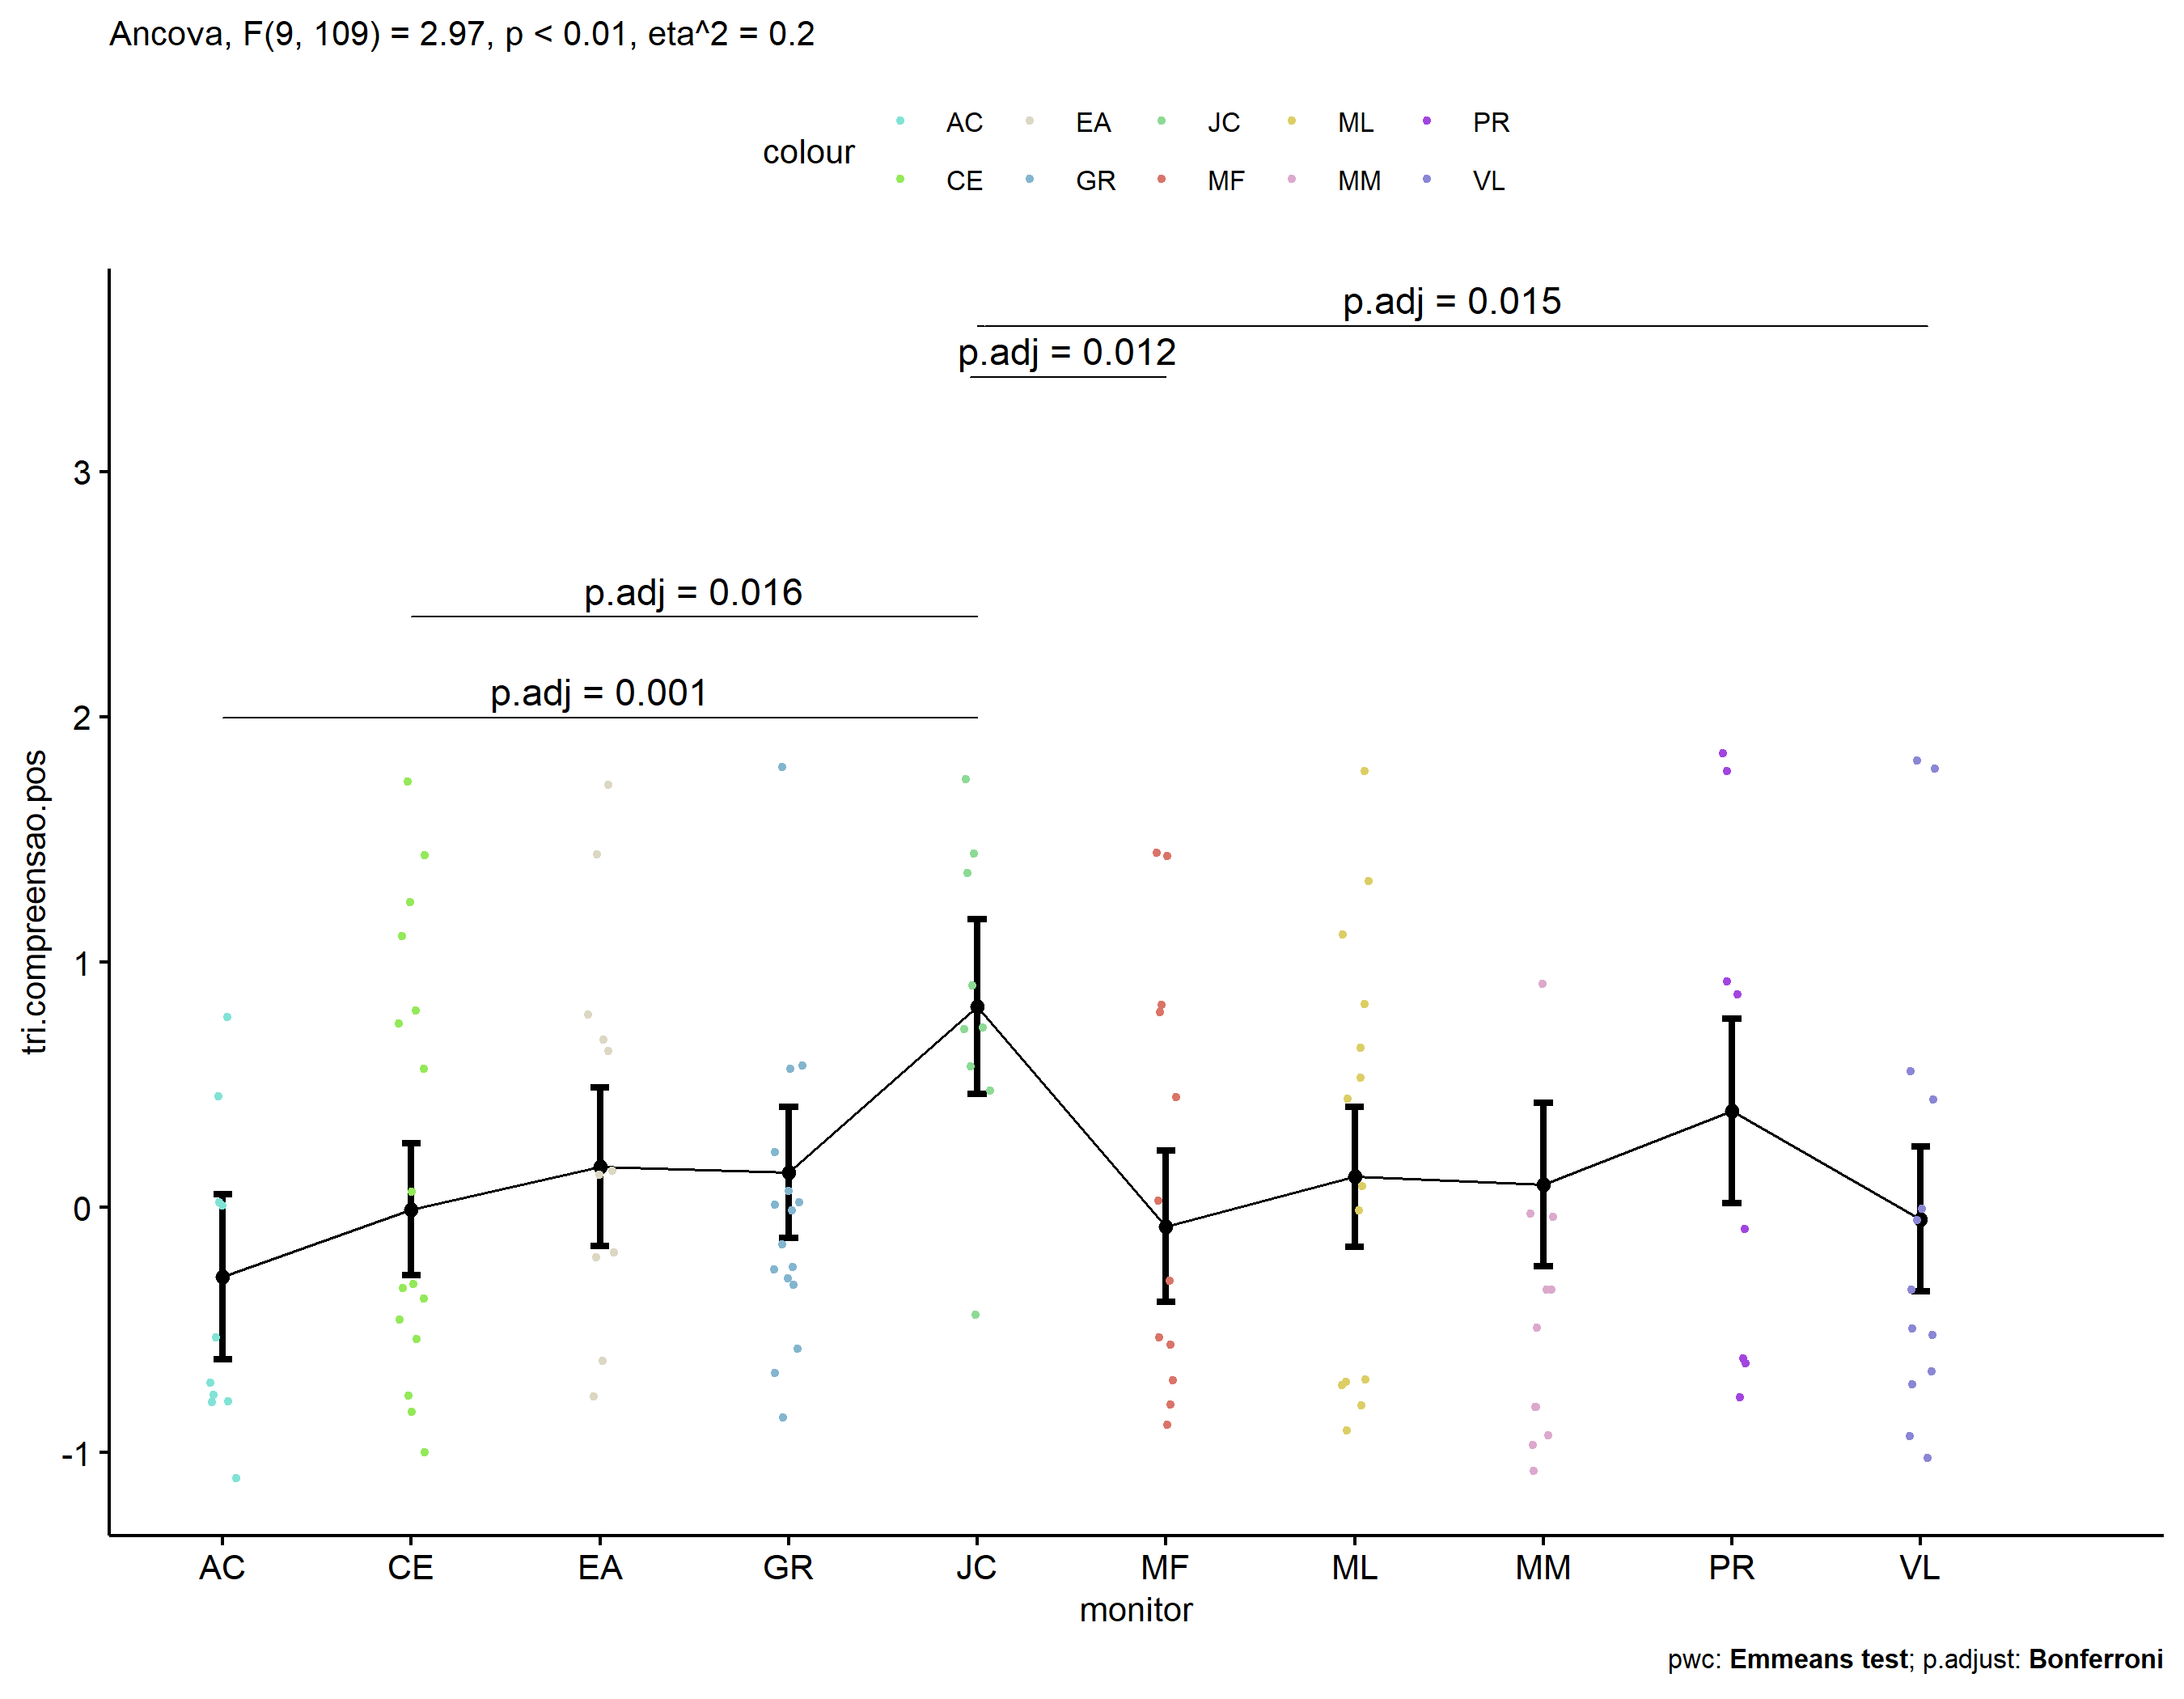 Ancova, F(9, 109) = 2.97, p < 0.01, eta^2 = 0.2
colour
AC EA JC ML PR
CE GR MF MM VL
p.adj = 0.015
p.adj = 0.012
3
p.adj = 0.016
p.adj = 0.001
2
tri.compreensao.pos
1
0
-1
AC CE EA GR JC MF ML MM PR VL
monitor
pwc: Emmeans test; p.adjust: Bonferroni